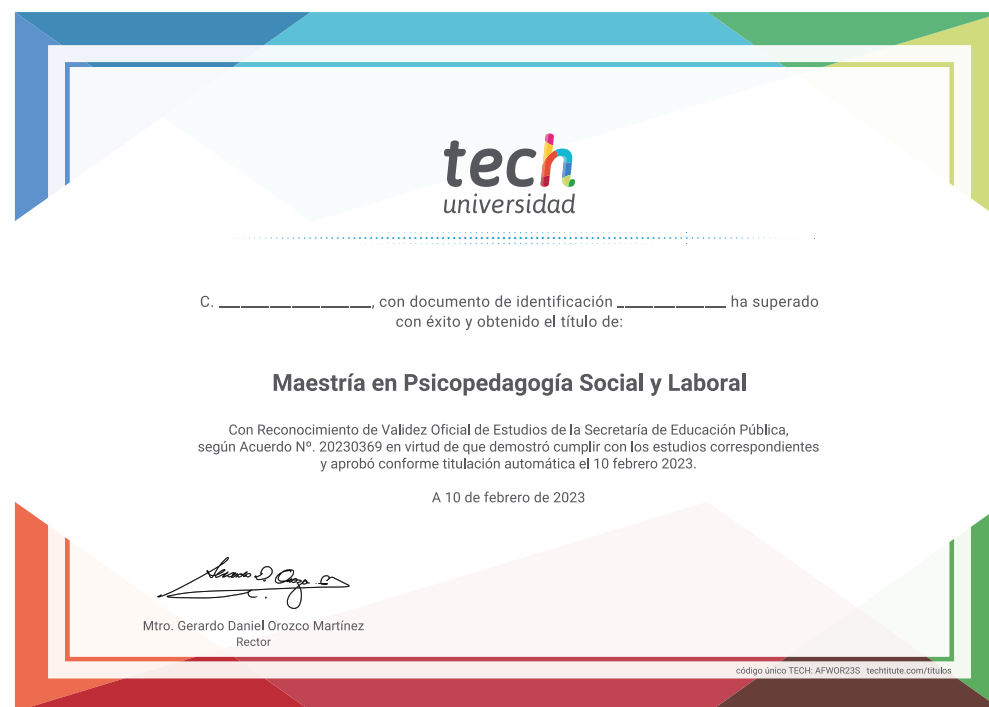 tech
universidad
C. __________________, con documento de identificación _____________ ha superado
con éxito y obtenido el título de:
Maestría en Psicopedagogía Social y Laboral
Con Reconocimiento de Validez Oficial de Estudios de la Secretaría de Educación Pública,
según Acuerdo Nº. 20230369 en virtud de que demostró cumplir con los estudios correspondientes
y aprobó conforme titulación automática el 10 febrero 2023.
A 10 de febrero de 2023
Mtro. Gerardo Daniel Orozco Martínez
Rector
código único TECH: AFWOR23S techtitute.com/titulos